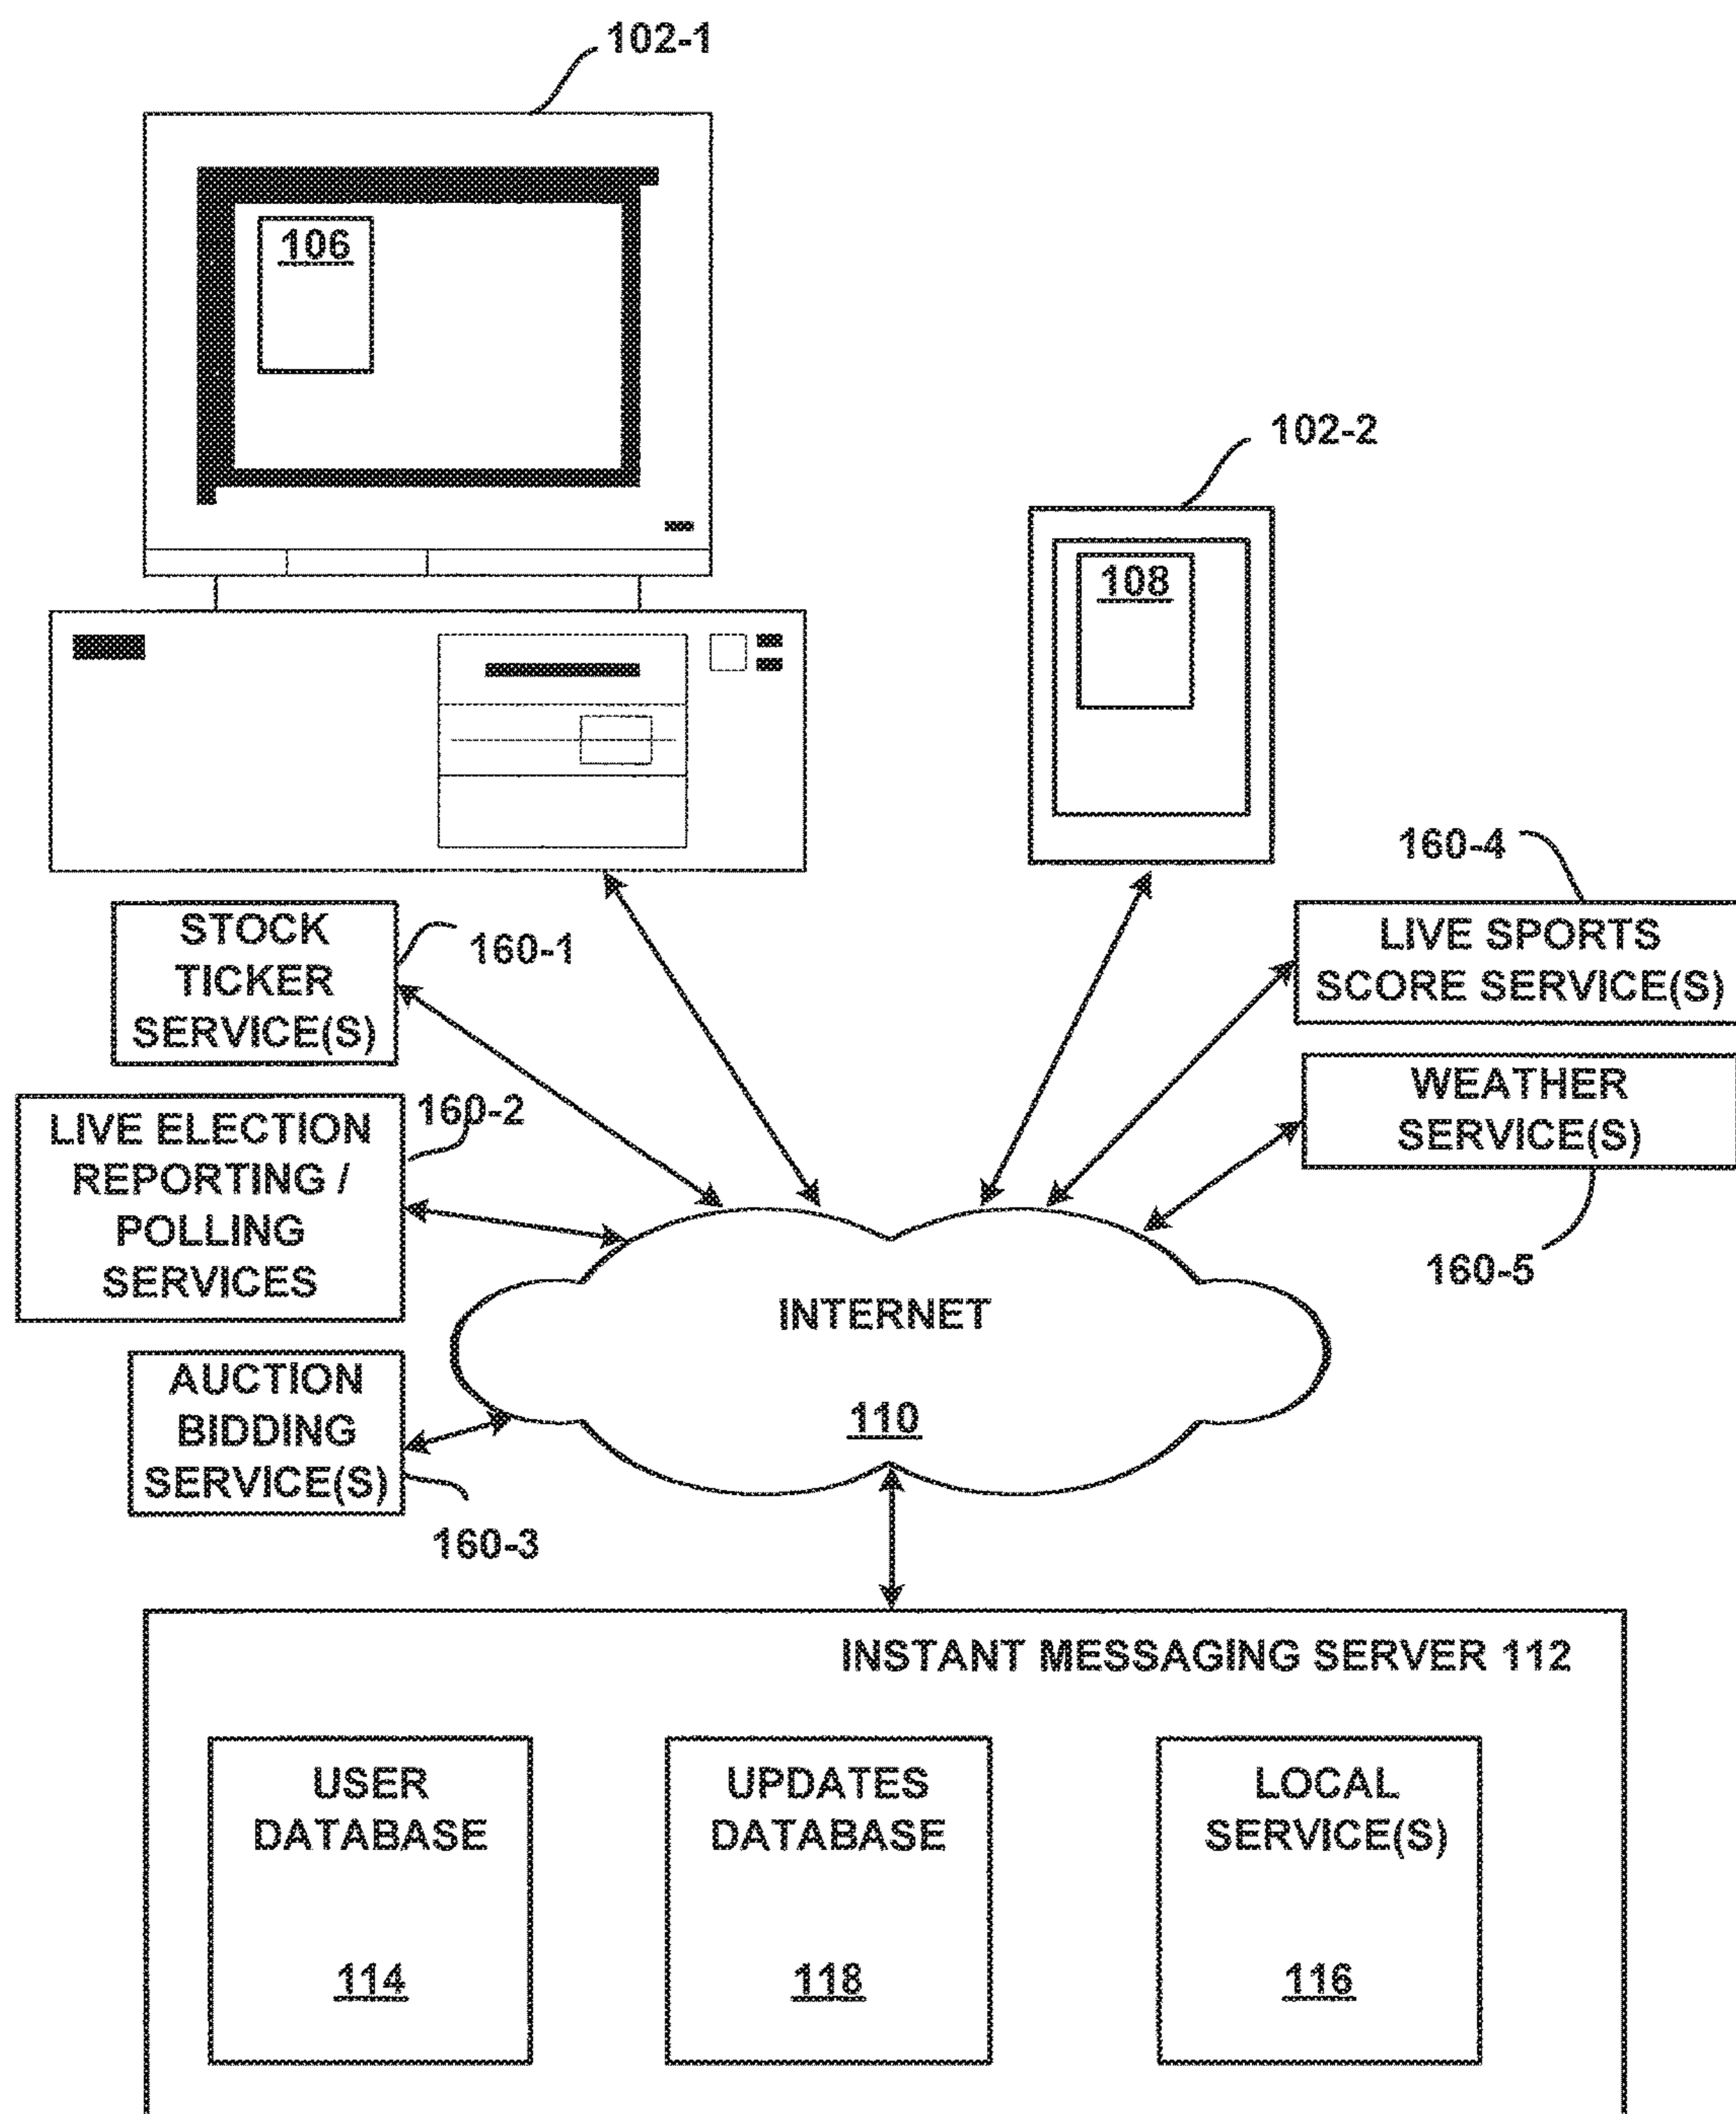 102-1
106
102-2
108
160-4
STOCK
TICKER
SERVICE(S)
160-1
LIVE SPORTS
SCORE SERVICE(S)
LIVE ELECTION
REPORTING /
POLLING
SERVICES
160-2
WEATHER
SERVICE(S)
160-5
INTERNET
110
AUCTION
BIDDING
SERVICE(S)
160-3
INSTANT MESSAGING SERVER 112
USER
DATABASE
114
UPDATES
DATABASE
118
LOCAL
SERVICE(S)
116